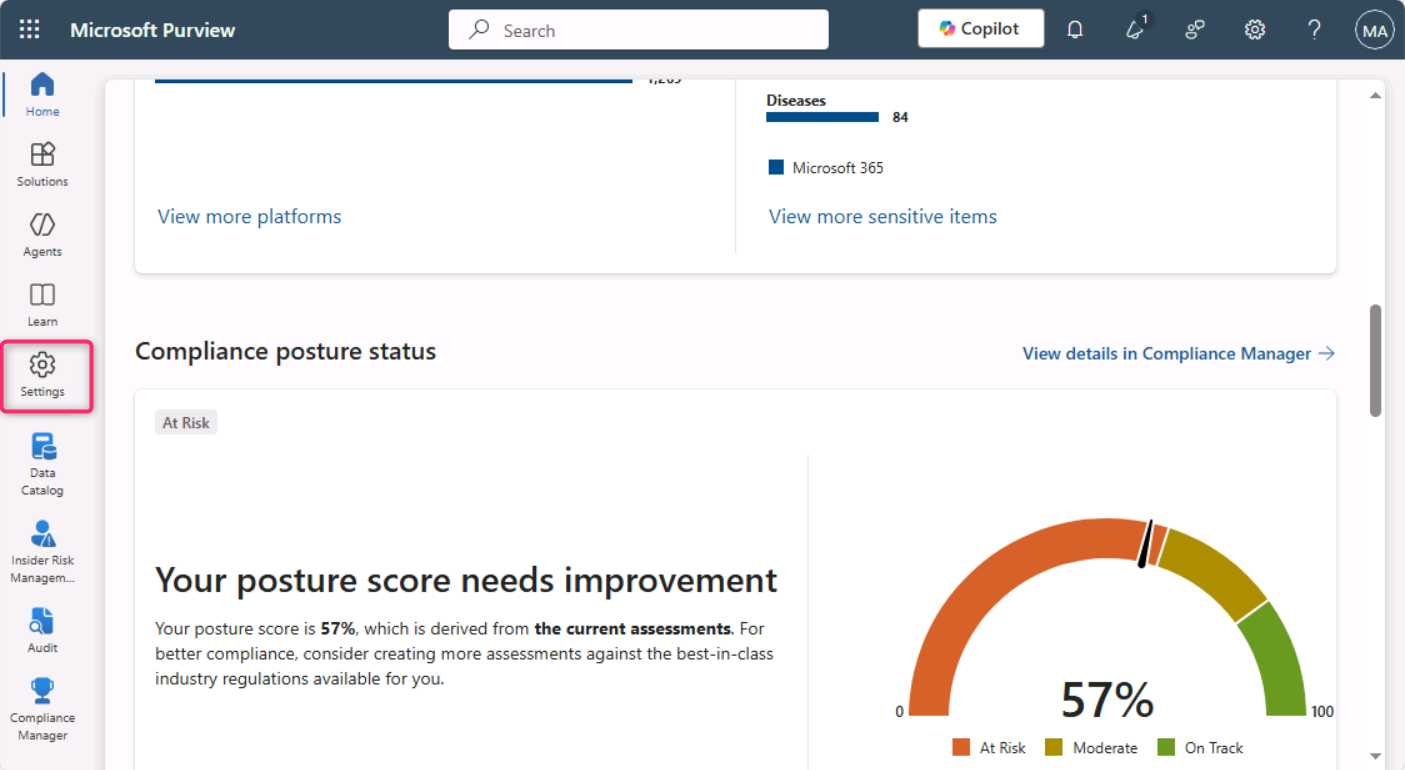 Microsoft Purview
Search
Copilot
1
MA
Home
Solutions
Agents
Learn
Settings
Data
Catalog
Insider Risk
Managem...
Audit
Compliance
Manager
Diseases
84
Microsoft 365
View more platforms
View more sensitive items
Compliance posture status
View details in Compliance Manager →
At Risk
Your posture score needs improvement
Your posture score is 57%, which is derived from the current assessments. For
better compliance, consider creating more assessments against the best-in-class
industry regulations available for you.
57%
0
100
At Risk
Moderate
On Track